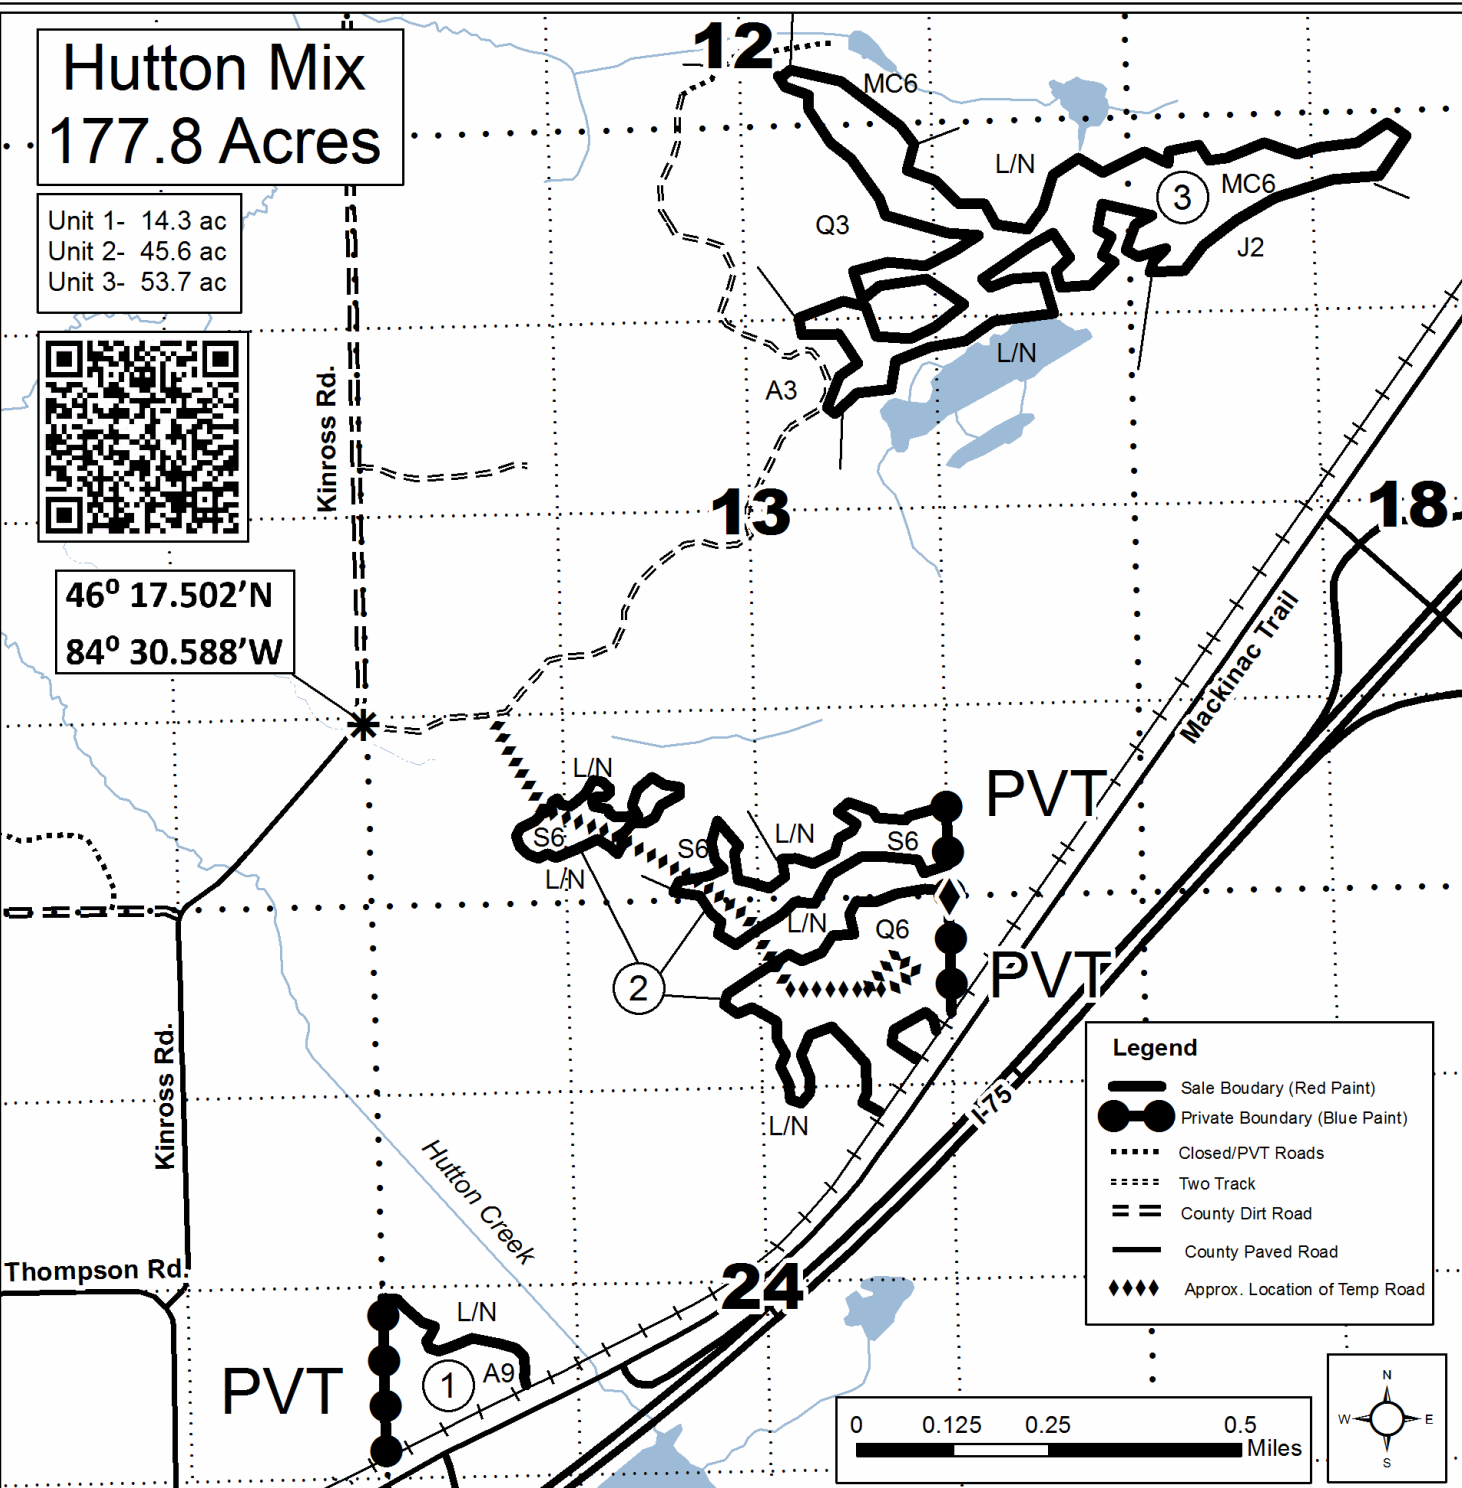 Hutton Mix
177.8 Acres
Unit 1- 14.3 ac
Unit 2- 45.6 ac
Unit 3- 53.7 ac
46⁰ 17.502’N
84⁰ 30.588’W
12
MC6
L/N
3
MC6
Q3
J2
L/N
A3
Kinross Rd.
13
18
Mackinac Trail
L/N
S6
L/N
S6
L/N
S6
PVT
L/N
Q6
2
PVT
L/N
I-75
Kinross Rd.
Hutton Creek
Thompson Rd
24
L/N
PVT
1
A9
Legend
Sale Boudary (Red Paint)
Private Boundary (Blue Paint)
Closed/PVT Roads
Two Track
County Dirt Road
County Paved Road
Approx. Location of Temp Road
0 0.125 0.25 0.5
Miles
N
W E
S